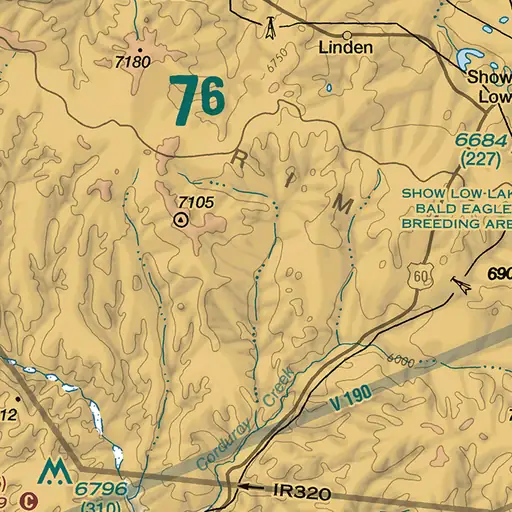 7180
6750
Linden
Show
Low
7⁶
6684
(227)
R I M
SHOW LOW-LAK
BALD EAGLE
BREEDING ARE
7105
60
690
6000
V 190
Corduroy Creek
12
6796
(310)
IR320
C